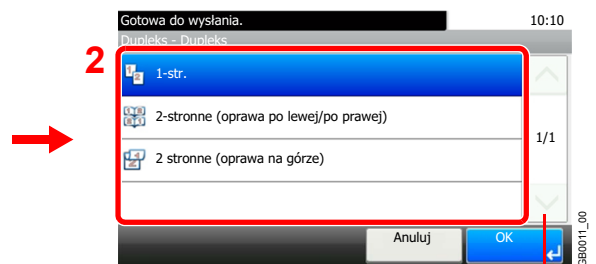 Gotowa do wysłania.
10:10
Dupleks - Dupleks
2
1-str.
2-stronne (oprawa po lewej/po prawej)
1/1
2 stronne (oprawa na górze)
Anuluj
OK
GB0011_00